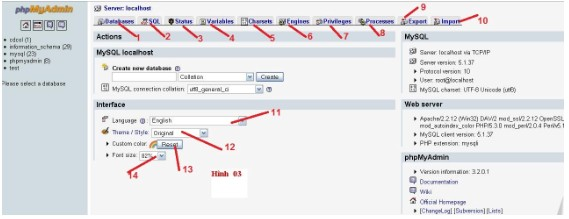 phpMyAdmin
cdcol (1)
information_schema (28)
mysql (23)
phpmyadmin (8)
test
Please select a database
Server: localhost
Databases SQL Status Variables Charsets Engines Privileges Processes Export Import
1 2 3 4 5 6 7 8 9 10
Actions
MySQL localhost
Create new database
Collation Create
MySQL connection collation: utf8_general_ci
Interface
Language English
11
Theme / Style: Original
12
Custom color: Reset
13
Font size: 82%
14
Hình 03
MySQL
Server: localhost via TCP/IP
Server version: 5.1.37
Protocol version: 10
User: root@localhost
MySQL charset: UTF-8 Unicode (utf8)
Web server
Apache/2.2.12 (Win32) DAV/2 mod_ssl/2.2.12 OpenSSL
mod_autoindex_color PHP/5.3.0 mod_perl/2.0.4
MySQL client version: 5.1.37
PHP extension: mysqli
phpMyAdmin
Version information: 3.2.0.1
Documentation
Wiki
Official Homepage
[ChangeLog] [Subversion] [Lists]